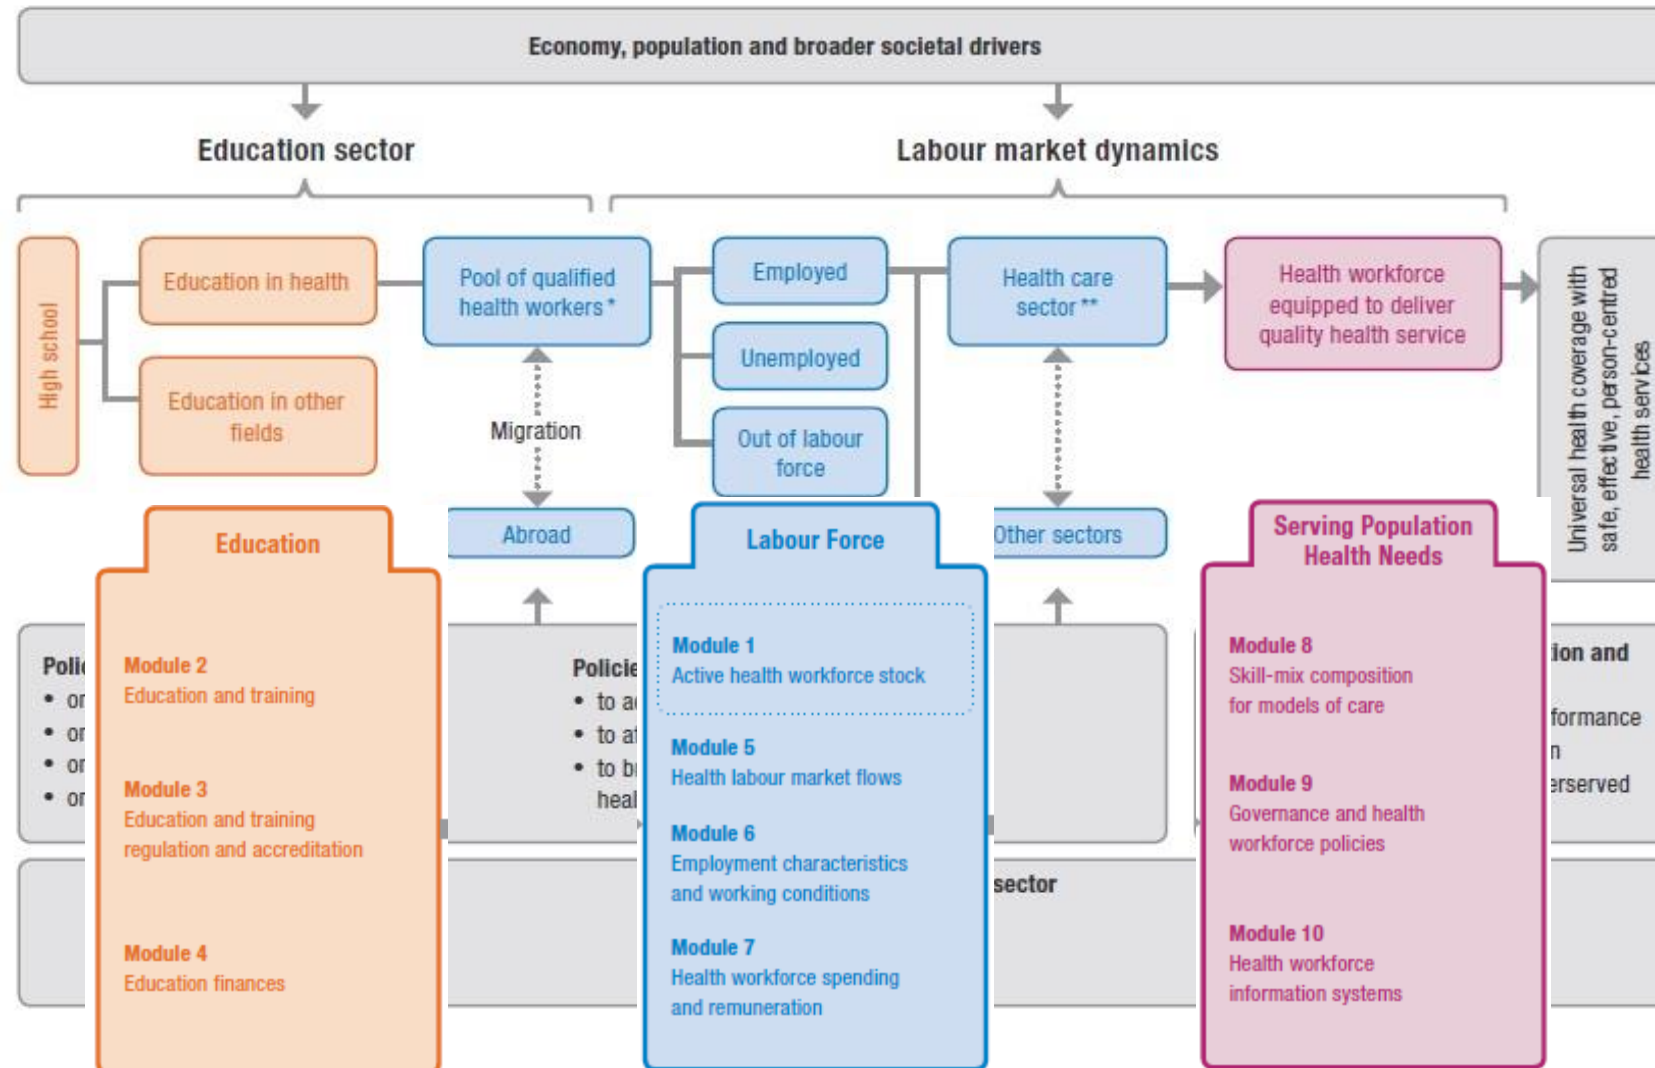 Economy, population and broader societal drivers
Education sector
Labour market dynamics
High school
Education in health
Education in other
fields
Pool of qualified
health workers *
Migration
Abroad
Employed
Unemployed
Out of labour
force
Health care
sector **
Other sectors
Health workforce
equipped to deliver
quality health service
Universal health coverage with
safe, effective, person-centred
health services
Education
Module 2
Education and training
Module 3
Education and training
regulation and accreditation
Module 4
Education finances
• to
• to
• to
Labour Force
Module 1
Active health workforce stock
Module 5
Health labour market flows
Module 6
Employment characteristics
and working conditions
Module 7
Health workforce spending
and remuneration
sector
Serving Population
Health Needs
Module 8
Skill-mix composition
for models of care
Module 9
Governance and health
workforce policies
Module 10
Health workforce
information systems
and